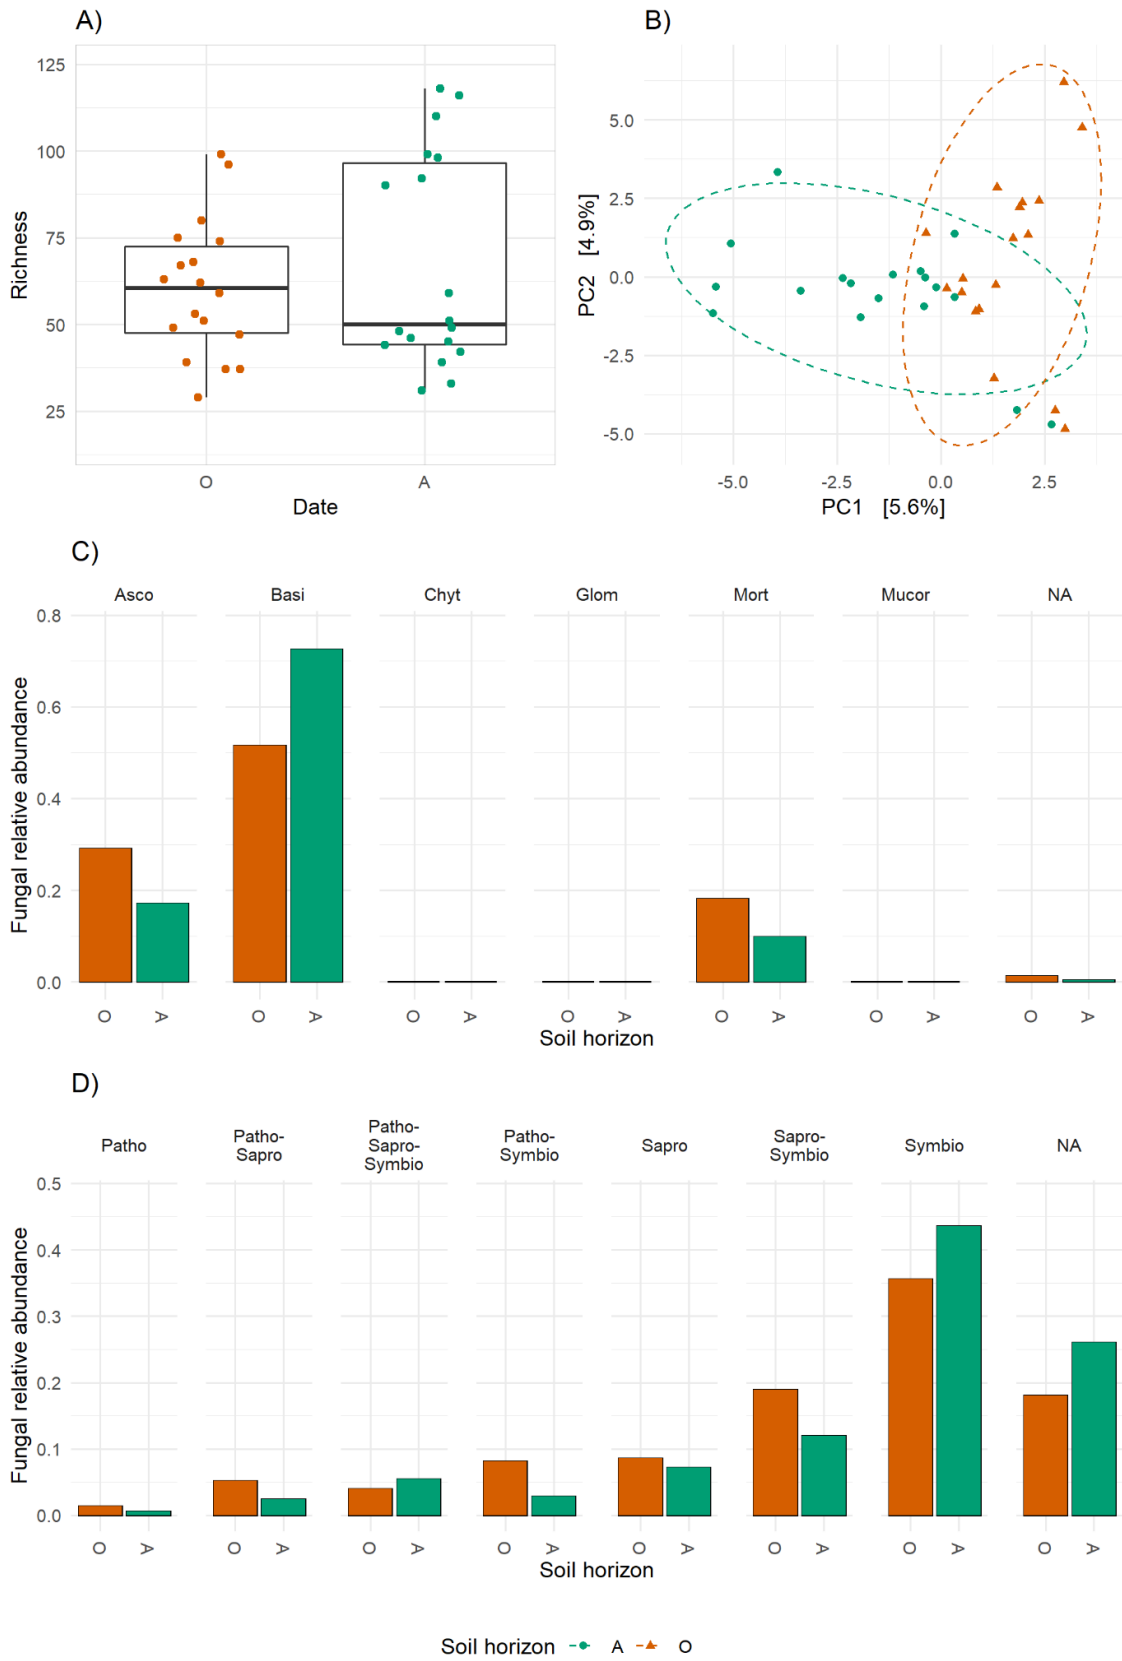 A)
B)
125
100
75
50
25
Richness
O
A
Date
5.0
2.5
0.0
-2.5
-5.0
PC2 [4.9%]
-5.0
-2.5
0.0
2.5
PC1 [5.6%]
C)
Asco
Basi
Chyt
Glom
Mort
Mucor
NA
0.8
0.6
0.4
0.2
0.0
Fungal relative abundance
O A O A O A O A O A O A O A
Soil horizon
D)
Patho
Patho-
Sapro
Patho-
Sapro-
Symbio
Patho-
Symbio
Sapro
Sapro-
Symbio
Symbio
NA
0.5
0.4
0.3
0.2
0.1
0.0
Fungal relative abundance
O A O A O A O A O A O A O A O A
Soil horizon
Soil horizon A O